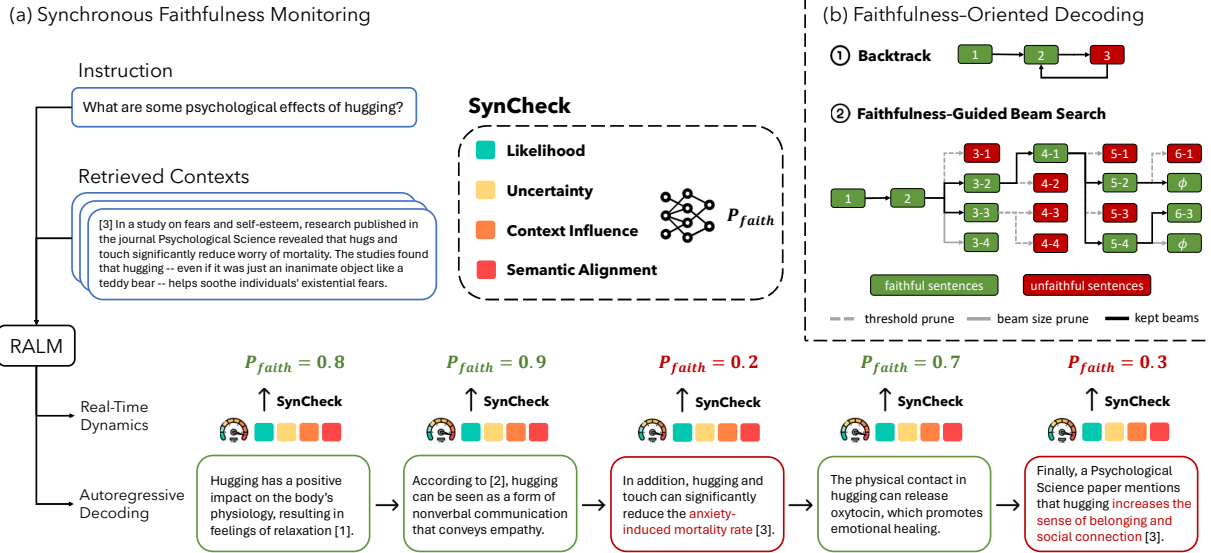 (a) Synchronous Faithfulness Monitoring
Instruction
What are some psychological effects of hugging?
Retrieved Contexts
[3] In a study on fears and self-esteem, research published
in the journal Psychological Science revealed that hugs and
touch significantly reduce worry of mortality. The studies found
that hugging -- even if it was just an inanimate object like a
teddy bear -- helps soothe individuals' existential fears.
SynCheck
Likelihood
Uncertainty
Context Influence
Semantic Alignment
P_faith
(b) Faithfulness-Oriented Decoding
① Backtrack
1
2
3
② Faithfulness-Guided Beam Search
1
2
3-1
3-2
3-3
3-4
4-1
4-2
4-3
4-4
5-1
5-2
5-3
5-4
6-1
ϕ
6-3
ϕ
faithful sentences
unfaithful sentences
threshold prune
beam size prune
kept beams
RALM
Real-Time
Dynamics
Autoregressive
Decoding
P_faith = 0.8
SynCheck
Hugging has a positive
impact on the body's
physiology, resulting in
feelings of relaxation [1].
P_faith = 0.9
SynCheck
According to [2], hugging
can be seen as a form of
nonverbal communication
that conveys empathy.
P_faith = 0.2
SynCheck
In addition, hugging and
touch can significantly
reduce the anxiety-
induced mortality rate [3].
P_faith = 0.7
SynCheck
The physical contact in
hugging can release
oxytocin, which promotes
emotional healing.
P_faith = 0.3
SynCheck
Finally, a Psychological
Science paper mentions
that hugging increases the
sense of belonging and
social connection [3].